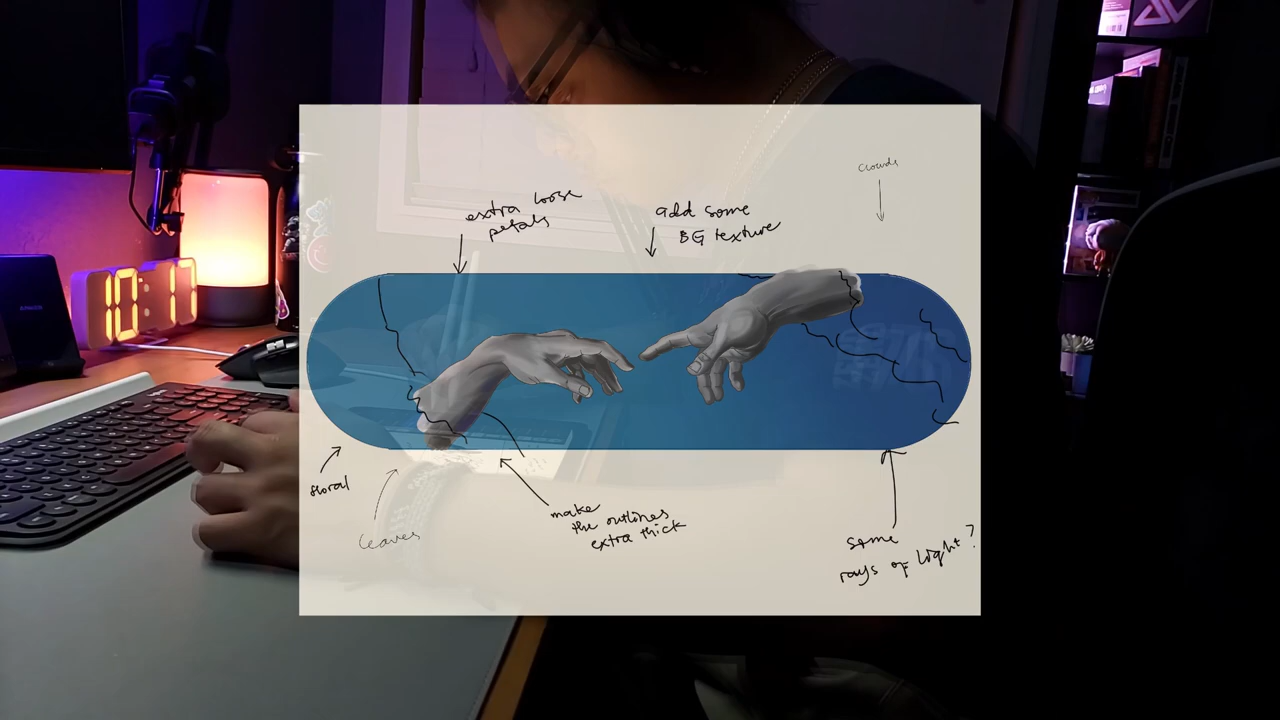 clouds
extra loose
petals
add some
BG texture
10:11
floral
leaves
make
the outlines
extra thick
some
rays of light?